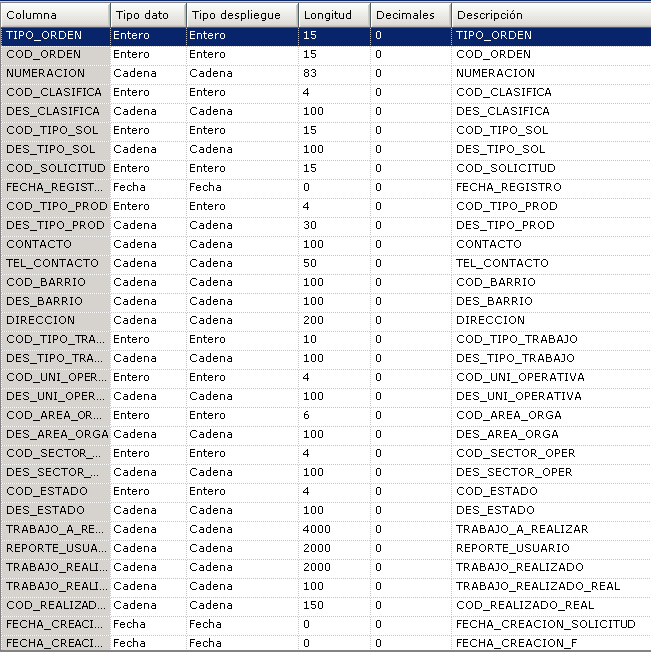 Columna Tipo dato Tipo despliegue Longitud Decimales Descripción
TIPO_ORDEN Entero Entero 15 0 TIPO_ORDEN
COD_ORDEN Entero Entero 15 0 COD_ORDEN
NUMERACION Cadena Cadena 83 0 NUMERACION
COD_CLASIFICA Entero Entero 4 0 COD_CLASIFICA
DES_CLASIFICA Cadena Cadena 100 0 DES_CLASIFICA
COD_TIPO_SOL Entero Entero 15 0 COD_TIPO_SOL
DES_TIPO_SOL Cadena Cadena 100 0 DES_TIPO_SOL
COD_SOLICITUD Entero Entero 15 0 COD_SOLICITUD
FECHA_REGIST... Fecha Fecha 0 0 FECHA_REGISTRO
COD_TIPO_PROD Entero Entero 4 0 COD_TIPO_PROD
DES_TIPO_PROD Cadena Cadena 30 0 DES_TIPO_PROD
CONTACTO Cadena Cadena 100 0 CONTACTO
TEL_CONTACTO Cadena Cadena 50 0 TEL_CONTACTO
COD_BARRIO Cadena Cadena 100 0 COD_BARRIO
DES_BARRIO Cadena Cadena 100 0 DES_BARRIO
DIRECCION Cadena Cadena 200 0 DIRECCION
COD_TIPO_TRA... Entero Entero 10 0 COD_TIPO_TRABAJO
DES_TIPO_TRA... Cadena Cadena 100 0 DES_TIPO_TRABAJO
COD_UNI_OPER... Entero Entero 4 0 COD_UNI_OPERATIVA
DES_UNI_OPER... Cadena Cadena 100 0 DES_UNI_OPERATIVA
COD_AREA_OR... Entero Entero 6 0 COD_AREA_ORGA
DES_AREA_ORGA Cadena Cadena 100 0 DES_AREA_ORGA
COD_SECTOR_... Entero Entero 4 0 COD_SECTOR_OPER
DES_SECTOR_... Cadena Cadena 100 0 DES_SECTOR_OPER
COD_ESTADO Entero Entero 4 0 COD_ESTADO
DES_ESTADO Cadena Cadena 100 0 DES_ESTADO
TRABAJO_A_RE... Cadena Cadena 4000 0 TRABAJO_A_REALIZAR
REPORTE_USUA... Cadena Cadena 2000 0 REPORTE_USUARIO
TRABAJO_REALI... Cadena Cadena 2000 0 TRABAJO_REALIZADO
TRABAJO_REALI... Cadena Cadena 100 0 TRABAJO_REALIZADO_REAL
COD_REALIZAD... Cadena Cadena 150 0 COD_REALIZADO_REAL
FECHA_CREACI... Fecha Fecha 0 0 FECHA_CREACION_SOLICITUD
FECHA_CREACI... Fecha Fecha 0 0 FECHA_CREACION_F